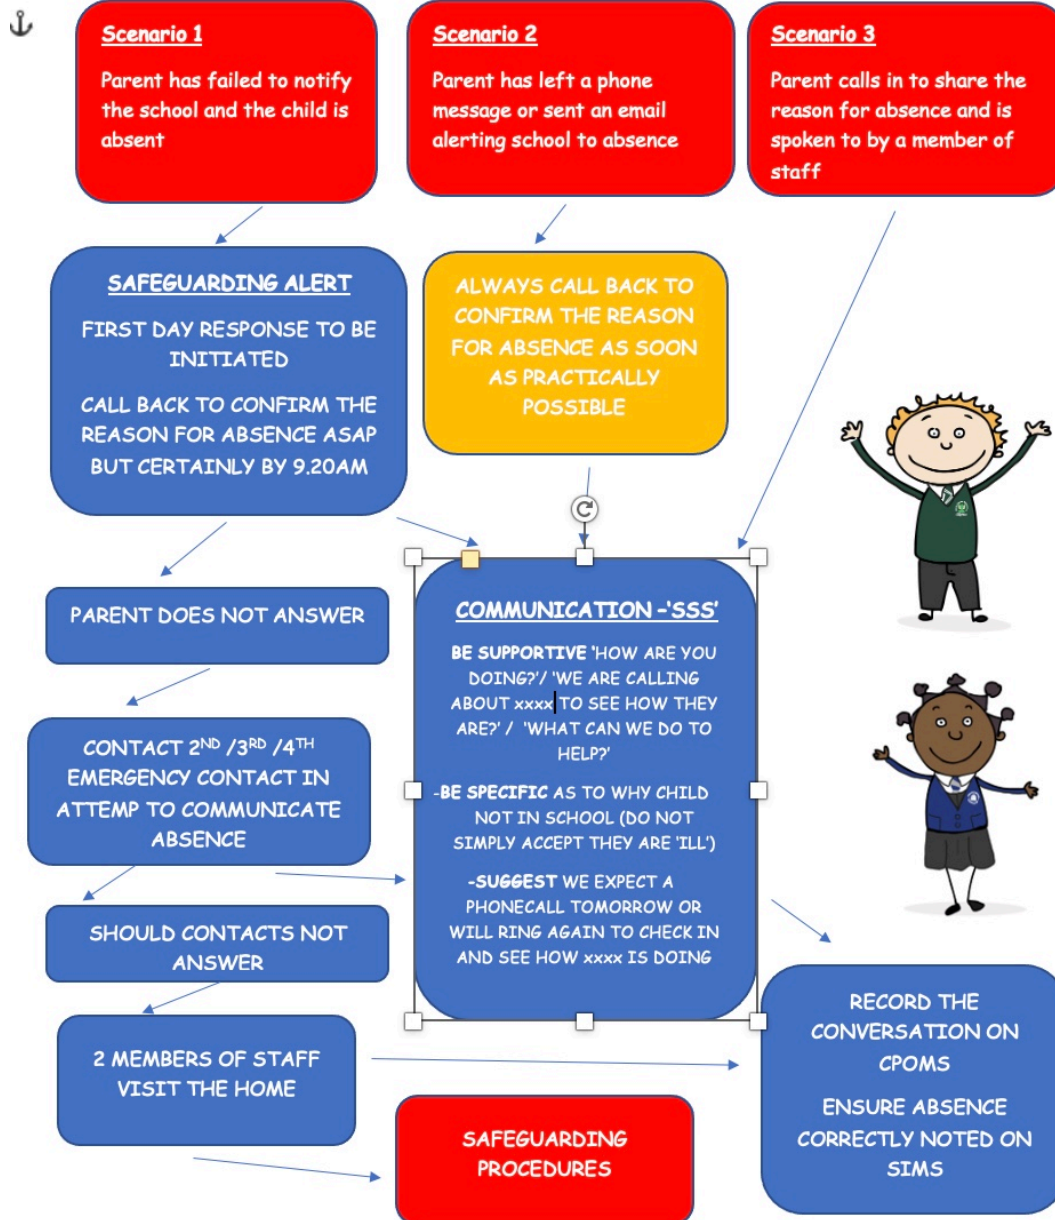 Scenario 1
Parent has failed to notify
the school and the child is
absent
Scenario 2
Parent has left a phone
message or sent an email
alerting school to absence
Scenario 3
Parent calls in to share the
reason for absence and is
spoken to by a member of
staff
SAFEGUARDING ALERT
FIRST DAY RESPONSE TO BE
INITIATED
CALL BACK TO CONFIRM THE
REASON FOR ABSENCE ASAP
BUT CERTAINLY BY 9.20AM
ALWAYS CALL BACK TO
CONFIRM THE REASON
FOR ABSENCE AS SOON
AS PRACTICALLY
POSSIBLE
PARENT DOES NOT ANSWER
CONTACT 2ND /3RD /4TH
EMERGENCY CONTACT IN
ATTEMP TO COMMUNICATE
ABSENCE
SHOULD CONTACTS NOT
ANSWER
2 MEMBERS OF STAFF
VISIT THE HOME
COMMUNICATION -'SSS'
BE SUPPORTIVE 'HOW ARE YOU
DOING?'/ 'WE ARE CALLING
ABOUT xxxx TO SEE HOW THEY
ARE?' / 'WHAT CAN WE DO TO
HELP?'
-BE SPECIFIC AS TO WHY CHILD
NOT IN SCHOOL (DO NOT
SIMPLY ACCEPT THEY ARE 'ILL')
-SUGGEST WE EXPECT A
PHONECALL TOMORROW OR
WILL RING AGAIN TO CHECK IN
AND SEE HOW xxxx IS DOING
RECORD THE
CONVERSATION ON
CPOMS
ENSURE ABSENCE
CORRECTLY NOTED ON
SIMS
SAFEGUARDING
PROCEDURES